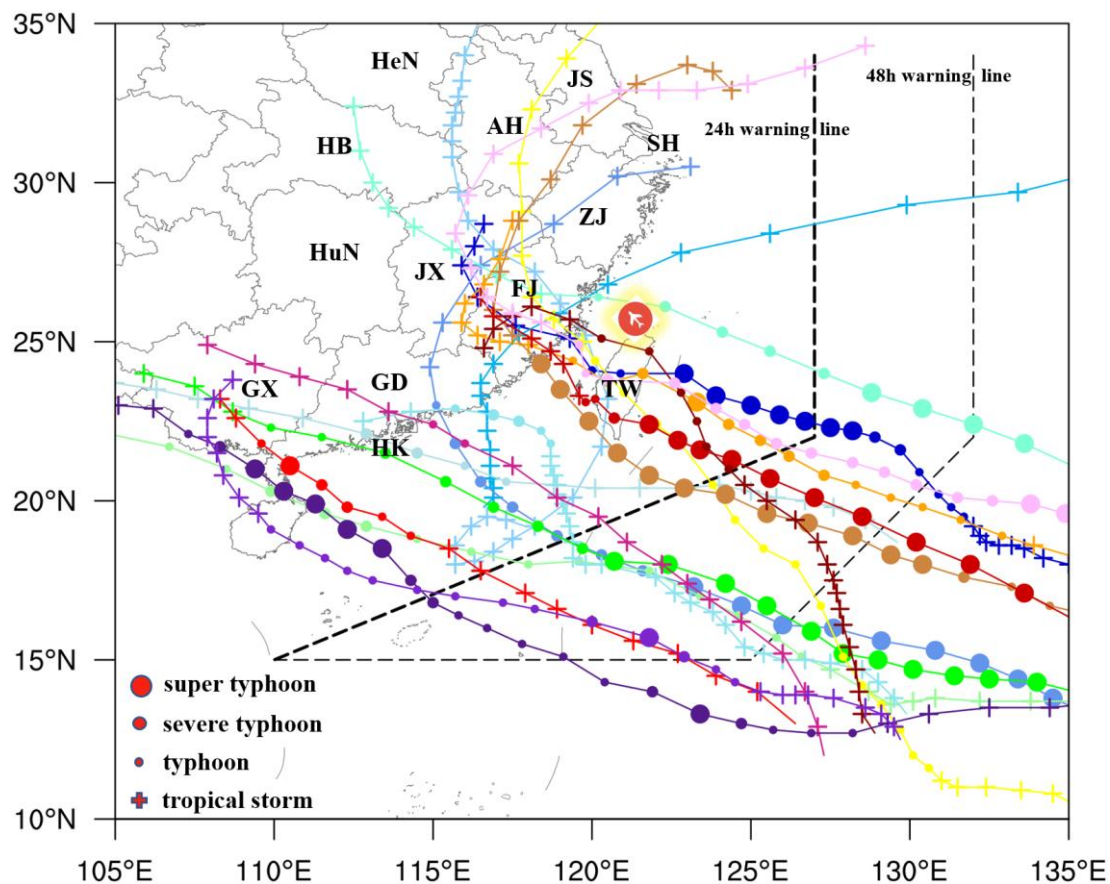 35°N
30°N
25°N
20°N
15°N
10°N
HeN
JS
48h warning line
AH
24h warning line
HB
SH
ZJ
HuN
JX
FJ
GX
GD
TW
HK
super typhoon
severe typhoon
typhoon
tropical storm
105°E
110°E
115°E
120°E
125°E
130°E
135°E